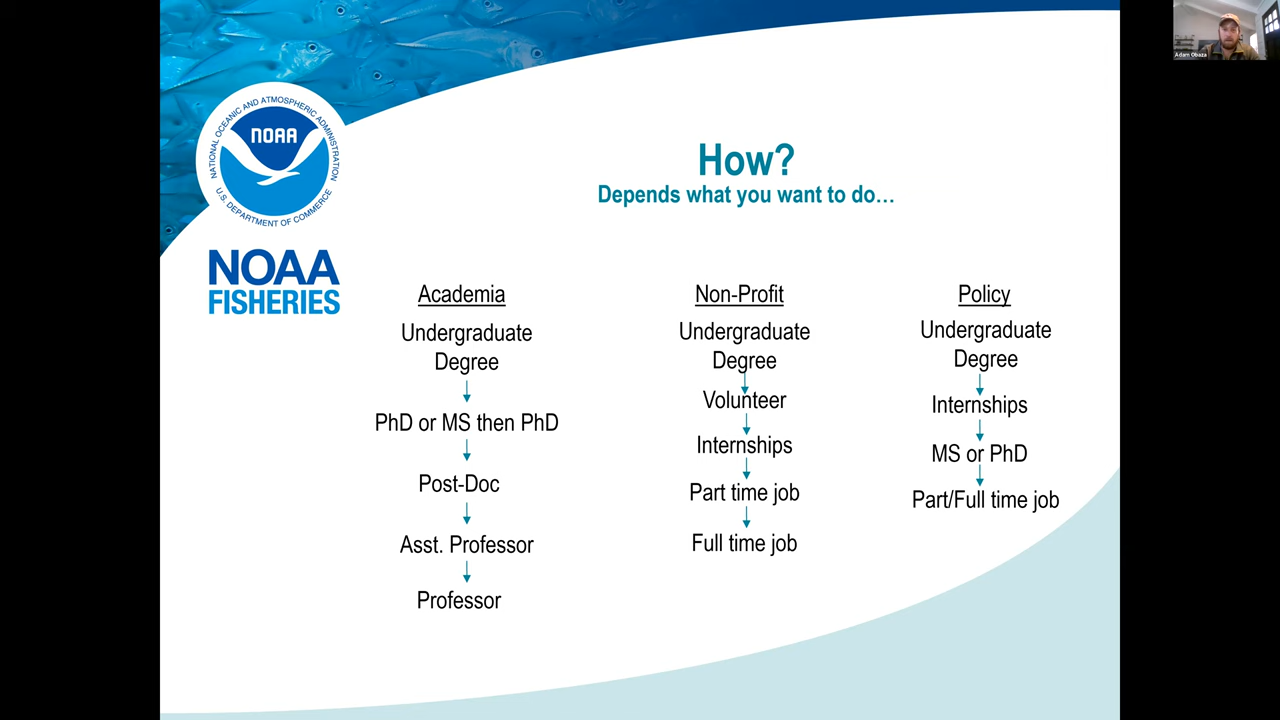 Adam Obaza
NATIONAL OCEANIC AND ATMOSPHERIC ADMINISTRATION
NOAA
U.S. DEPARTMENT OF COMMERCE
NOAA
FISHERIES
How?
Depends what you want to do…
Academia
Undergraduate
Degree
PhD or MS then PhD
Post-Doc
Asst. Professor
Professor
Non-Profit
Undergraduate
Degree
Volunteer
Internships
Part time job
Full time job
Policy
Undergraduate
Degree
Internships
MS or PhD
Part/Full time job